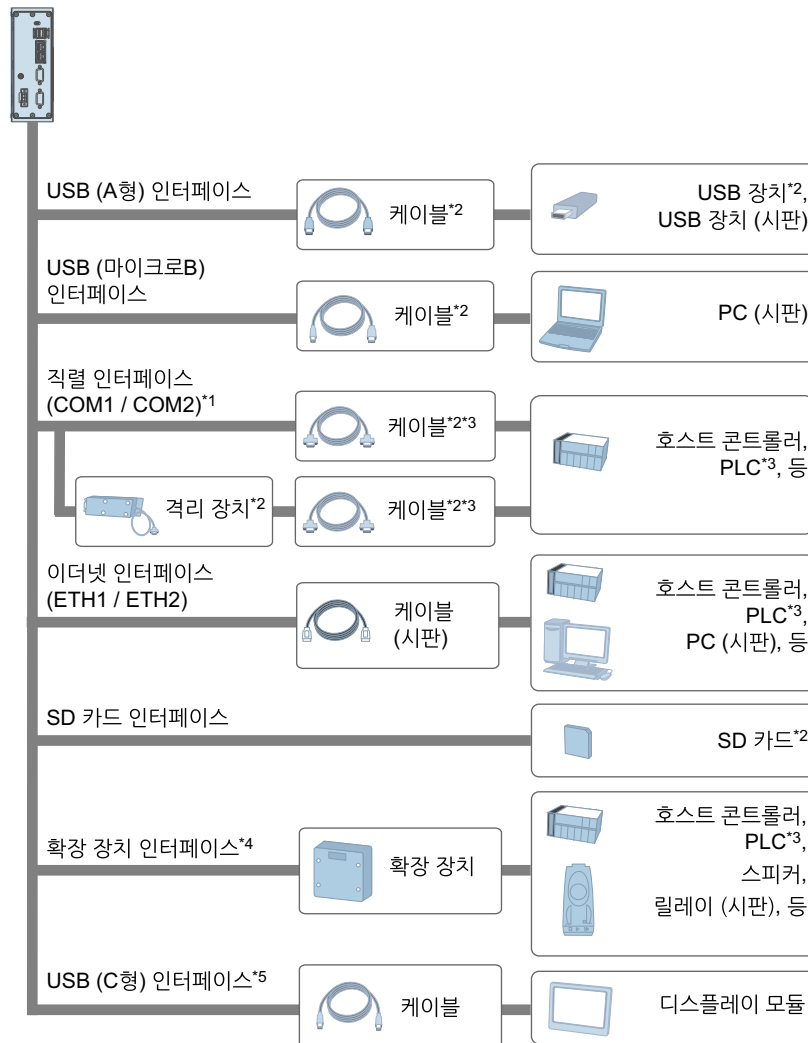 USB (A형) 인터페이스
케이블*2
USB 장치*2,
USB 장치 (시판)
USB (마이크로B)
인터페이스
케이블*2
PC (시판)
직렬 인터페이스
(COM1 / COM2)*1
케이블*2*3
호스트 콘트롤러,
PLC*3, 등
격리 장치*2
케이블*2*3
이더넷 인터페이스
(ETH1 / ETH2)
케이블
(시판)
호스트 콘트롤러,
PLC*3,
PC (시판), 등
SD 카드 인터페이스
SD 카드*2
확장 장치 인터페이스*4
확장 장치
호스트 콘트롤러,
PLC*3,
스피커,
릴레이 (시판), 등
USB (C형) 인터페이스*5
케이블
디스플레이 모듈